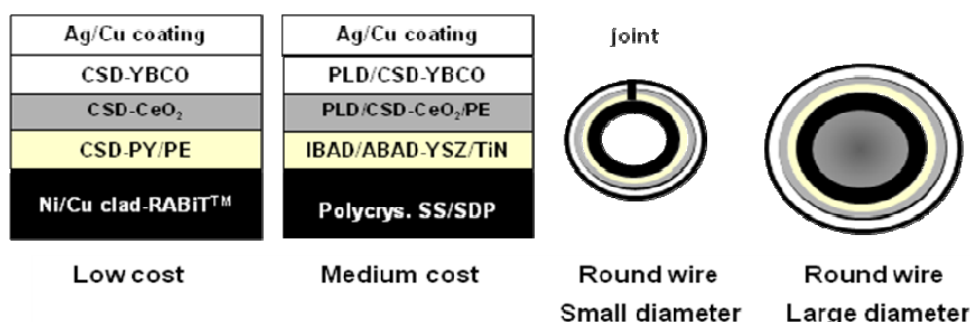 Ag/Cu coating
CSD-YBCO
CSD-CeO₂
CSD-PY/PE
Ni/Cu clad-RABiT™
Low cost
Ag/Cu coating
PLD/CSD-YBCO
PLD/CSD-CeO₂/PE
IBAD/ABAD-YSZ/TiN
Polycrys. SS/SDP
Medium cost
joint
Round wire
Small diameter
Round wire
Large diameter